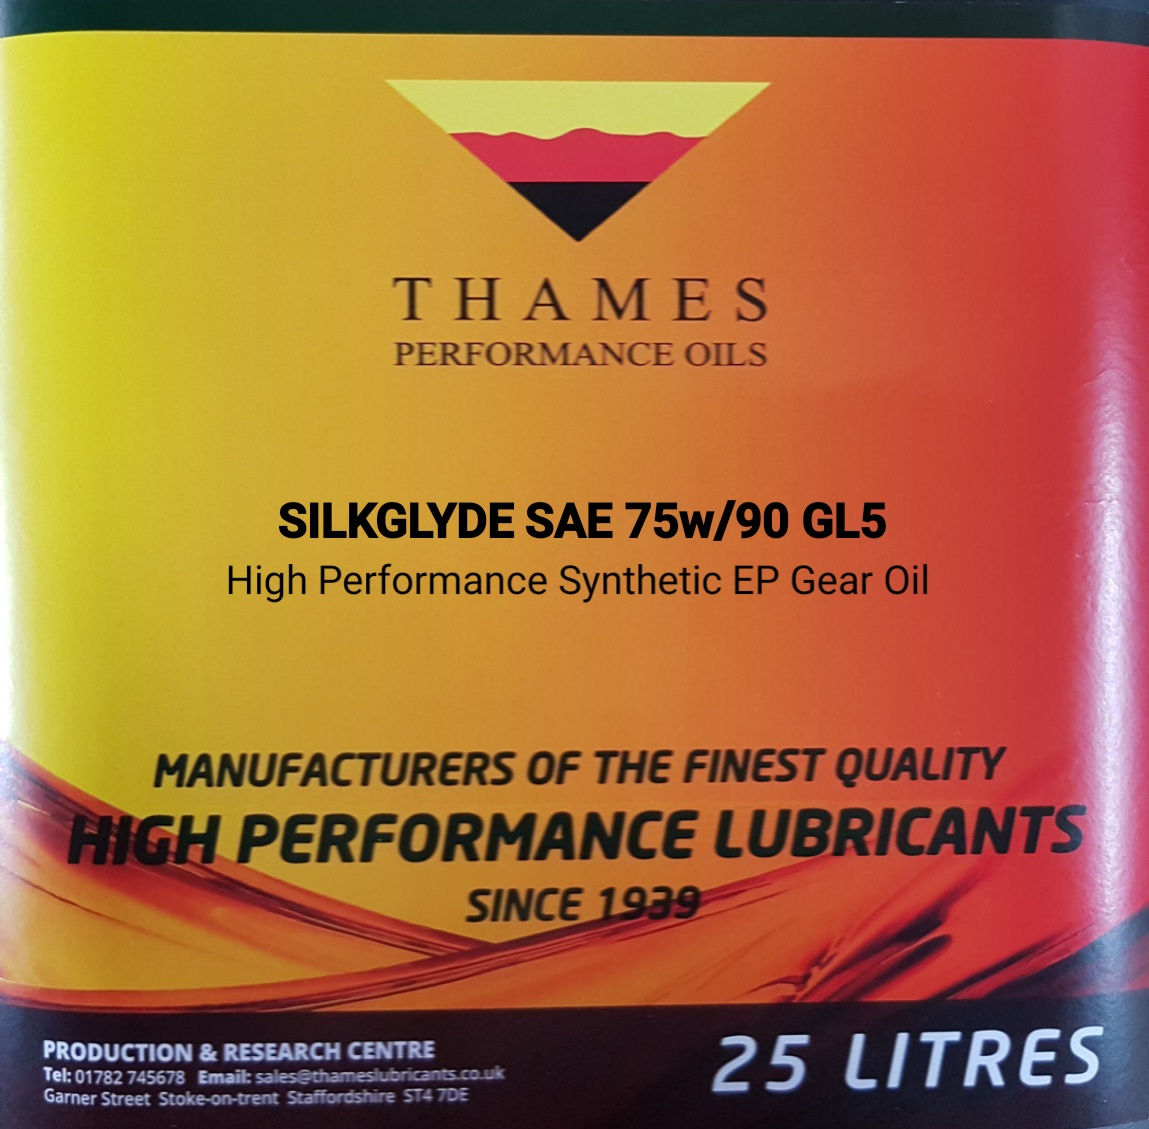 THAMES
PERFORMANCE OILS
SILKGLYDE SAE 75w/90 GL5
High Performance Synthetic EP Gear Oil
MANUFACTURERS OF THE FINEST QUALITY
HIGH PERFORMANCE LUBRICANTS
SINCE 1939
PRODUCTION & RESEARCH CENTRE
Tel: 01782 745678 Email: sales@thameslubricants.co.uk
Garner Street Stoke-on-trent Staffordshire ST4 7DE
25 LITRES